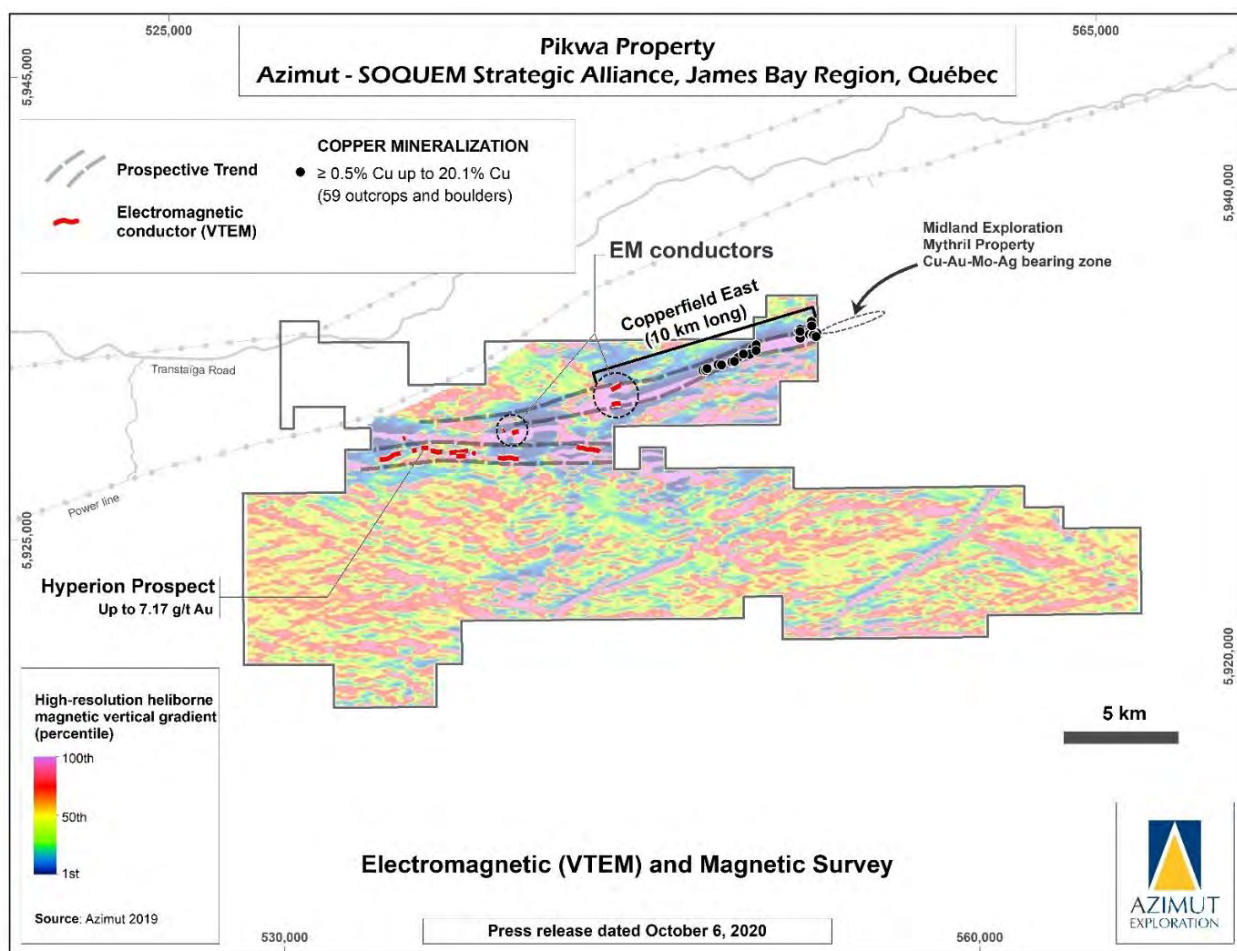 525,000
565,000
Pikwa Property
Azimut - SOQUEM Strategic Alliance, James Bay Region, Québec
5,945,000
5,940,000
COPPER MINERALIZATION
Prospective Trend
≥ 0.5% Cu up to 20.1% Cu
(59 outcrops and boulders)
Electromagnetic
conductor (VTEM)
Midland Exploration
Mythril Property
Cu-Au-Mo-Ag bearing zone
EM conductors
Copperfield East
(10 km long)
Transtaïga Road
Power line
5,925,000
Hyperion Prospect
Up to 7.17 g/t Au
5,920,000
High-resolution heliborne
magnetic vertical gradient
(percentile)
100th
50th
1st
Source: Azimut 2019
5 km
Electromagnetic (VTEM) and Magnetic Survey
AZIMUT
EXPLORATION
530,000
Press release dated October 6, 2020
560,000